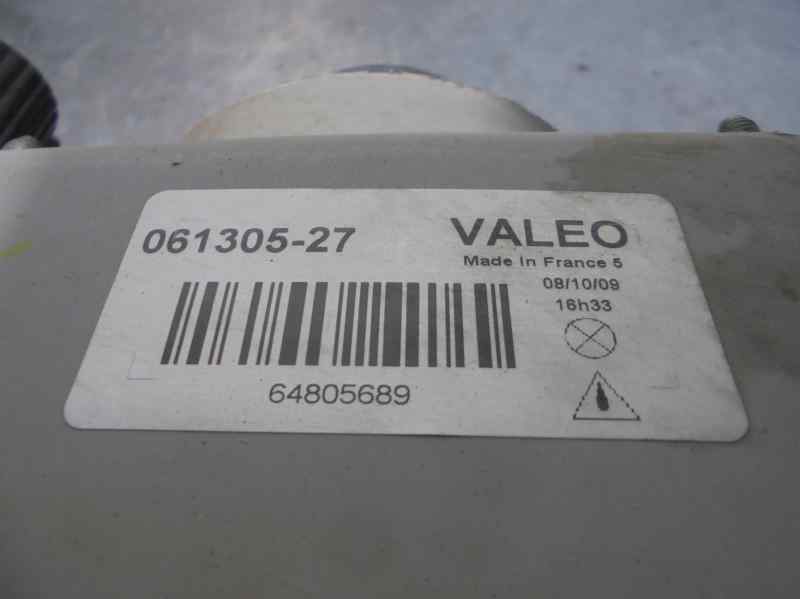 061305-27
VALEO
Made in France 5
08/10/09
16h33
64805689